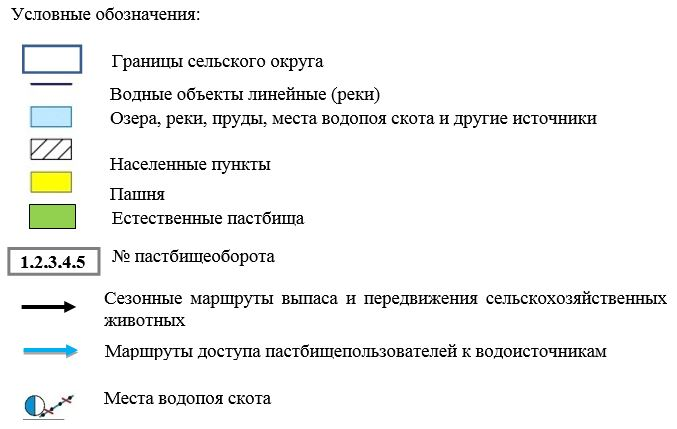 Условные обозначения:
Границы сельского округа
Водные объекты линейные (реки)
Озера, реки, пруды, места водопоя скота и другие источники
Населенные пункты
Пашня
Естественные пастбища
1.2.3.4.5 № пастбищеоборота
Сезонные маршруты выпаса и передвижения сельскохозяйственных
животных
Маршруты доступа пастбищепользователей к водоисточникам
Места водопоя скота